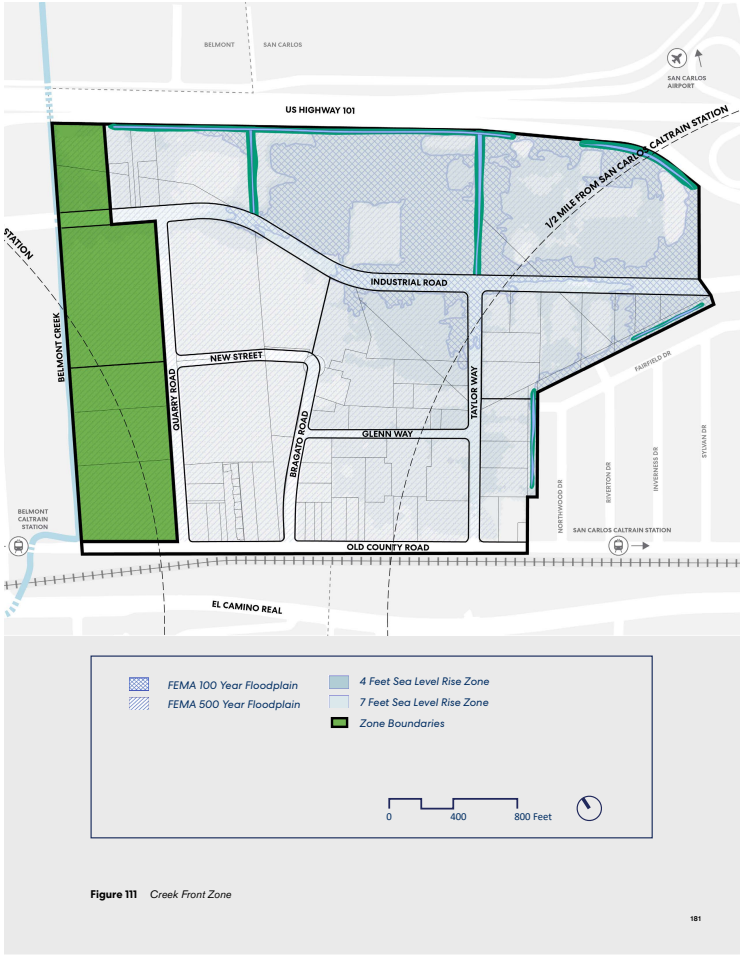 BELMONT
SAN CARLOS
SAN CARLOS
AIRPORT
US HIGHWAY 101
1/2 MILE FROM SAN CARLOS CALTRAIN STATION
STATION
INDUSTRIAL ROAD
BELMONT CREEK
NEW STREET
FAIRFIELD DR
QUARRY ROAD
TAYLOR WAY
BRAGATO ROAD
GLENN WAY
SYLVAN DR
INVERNESS DR
RIVERTON DR
NORTHWOOD DR
BELMONT
CALTRAIN
STATION
SAN CARLOS CALTRAIN STATION
OLD COUNTY ROAD
EL CAMINO REAL
FEMA 100 Year Floodplain
FEMA 500 Year Floodplain
4 Feet Sea Level Rise Zone
7 Feet Sea Level Rise Zone
Zone Boundaries
0 400 800 Feet
Figure 111 Creek Front Zone
181